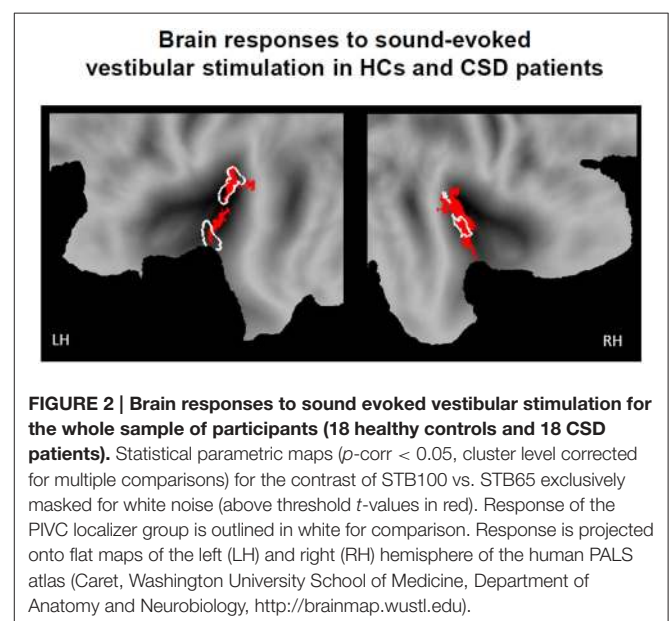 Brain responses to sound-evoked
vestibular stimulation in HCs and CSD patients
LH
RH
FIGURE 2 | Brain responses to sound evoked vestibular stimulation for
the whole sample of participants (18 healthy controls and 18 CSD
patients). Statistical parametric maps (p-corr < 0.05, cluster level corrected
for multiple comparisons) for the contrast of STB100 vs. STB65 exclusively
masked for white noise (above threshold t-values in red). Response of the
PIVC localizer group is outlined in white for comparison. Response is projected
onto flat maps of the left (LH) and right (RH) hemisphere of the human PALS
atlas (Caret, Washington University School of Medicine, Department of
Anatomy and Neurobiology, http://brainmap.wustl.edu).